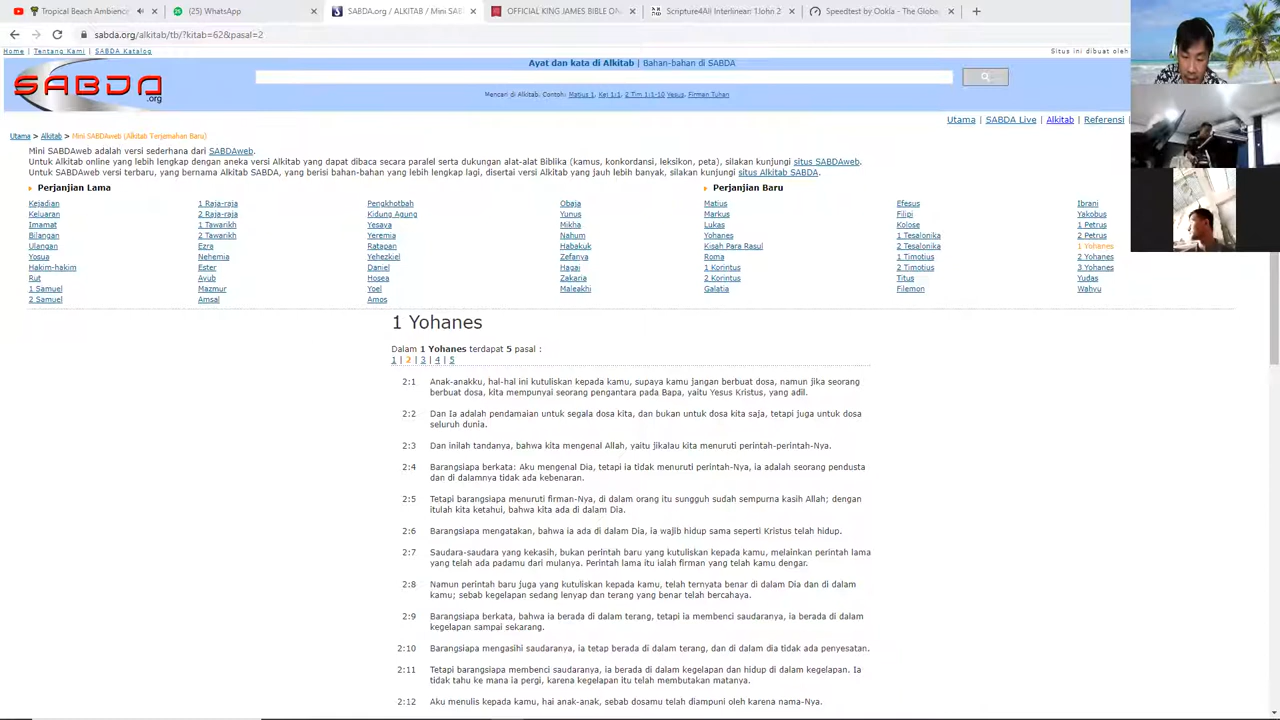 Tropical Beach Ambience
(25) WhatsApp
SABDA.org / ALKITAB / Mini SAB
OFFICIAL KING JAMES BIBLE ON
Scripture4All Interlinear: 1John 2
Speedtest by Ookla - The Globa
sabda.org/alkitab/tb/?kitab=62&pasal=2
Home | Tentang Kami | SABDA Katalog
Situs ini dibuat oleh
SABDA .org
Ayat dan kata di Alkitab | Bahan-bahan di SABDA
Mencari di Alkitab. Contoh: Matius 1, Kej 1:1, 2 Tim 1:1-10 Yesus, Firman Tuhan
Utama | SABDA Live | Alkitab | Referensi |
Utama > Alkitab > Mini SABDAweb (Alkitab Terjemahan Baru)
Mini SABDAweb adalah versi sederhana dari SABDAweb.
Untuk Alkitab online yang lebih lengkap dengan aneka versi Alkitab yang dapat dibaca secara paralel serta dukungan alat-alat Biblika (kamus, konkordansi, leksikon, peta), silakan kunjungi situs SABDAweb.
Untuk SABDAweb versi terbaru, yang bernama Alkitab SABDA, yang berisi bahan-bahan yang lebih lengkap lagi, disertai versi Alkitab yang jauh lebih banyak, silakan kunjungi situs Alkitab SABDA.
Perjanjian Lama
Perjanjian Baru
Kejadian 1 Raja-raja Pengkhotbah Obaja Matius Efesus Ibrani
Keluaran 2 Raja-raja Kidung Agung Yunus Markus Filipi Yakobus
Imamat 1 Tawarikh Yesaya Mikha Lukas Kolose 1 Petrus
Bilangan 2 Tawarikh Yeremia Nahum Yohanes 1 Tesalonika 2 Petrus
Ulangan Ezra Ratapan Habakuk Kisah Para Rasul 2 Tesalonika 1 Yohanes
Yosua Nehemia Yehezkiel Zefanya Roma 1 Timotius 2 Yohanes
Hakim-hakim Ester Daniel Hagai 1 Korintus 2 Timotius 3 Yohanes
Rut Ayub Hosea Zakaria 2 Korintus Titus Yudas
1 Samuel Mazmur Yoel Maleakhi Galatia Filemon Wahyu
2 Samuel Amsal Amos
1 Yohanes
Dalam 1 Yohanes terdapat 5 pasal :
1 | 2 | 3 | 4 | 5
2:1 Anak-anakku, hal-hal ini kutuliskan kepada kamu, supaya kamu jangan berbuat dosa, namun jika seorang
berbuat dosa, kita mempunyai seorang pengantara pada Bapa, yaitu Yesus Kristus, yang adil.
2:2 Dan Ia adalah pendamaian untuk segala dosa kita, dan bukan untuk dosa kita saja, tetapi juga untuk dosa
seluruh dunia.
2:3 Dan inilah tandanya, bahwa kita mengenal Allah, yaitu jikalau kita menuruti perintah-perintah-Nya.
2:4 Barangsiapa berkata: Aku mengenal Dia, tetapi ia tidak menuruti perintah-Nya, ia adalah seorang pendusta
dan di dalamnya tidak ada kebenaran.
2:5 Tetapi barangsiapa menuruti firman-Nya, di dalam orang itu sungguh sudah sempurna kasih Allah; dengan
itulah kita ketahui, bahwa kita ada di dalam Dia.
2:6 Barangsiapa mengatakan, bahwa ia ada di dalam Dia, ia wajib hidup sama seperti Kristus telah hidup.
2:7 Saudara-saudara yang kekasih, bukan perintah baru yang kutuliskan kepada kamu, melainkan perintah lama
yang telah ada padamu dari mulanya. Perintah lama itu ialah firman yang telah kamu dengar.
2:8 Namun perintah baru juga yang kutuliskan kepada kamu, telah ternyata benar di dalam Dia dan di dalam
kamu; sebab kegelapan sedang lenyap dan terang yang benar telah bercahaya.
2:9 Barangsiapa berkata, bahwa ia berada di dalam terang, tetapi ia membenci saudaranya, ia berada di dalam
kegelapan sampai sekarang.
2:10 Barangsiapa mengasihi saudaranya, ia tetap berada di dalam terang, dan di dalam dia tidak ada penyesatan.
2:11 Tetapi barangsiapa membenci saudaranya, ia berada di dalam kegelapan dan hidup di dalam kegelapan. Ia
tidak tahu ke mana ia pergi, karena kegelapan itu telah membutakan matanya.
2:12 Aku menulis kepada kamu, hai anak-anak, sebab dosamu telah diampuni oleh karena nama-Nya.